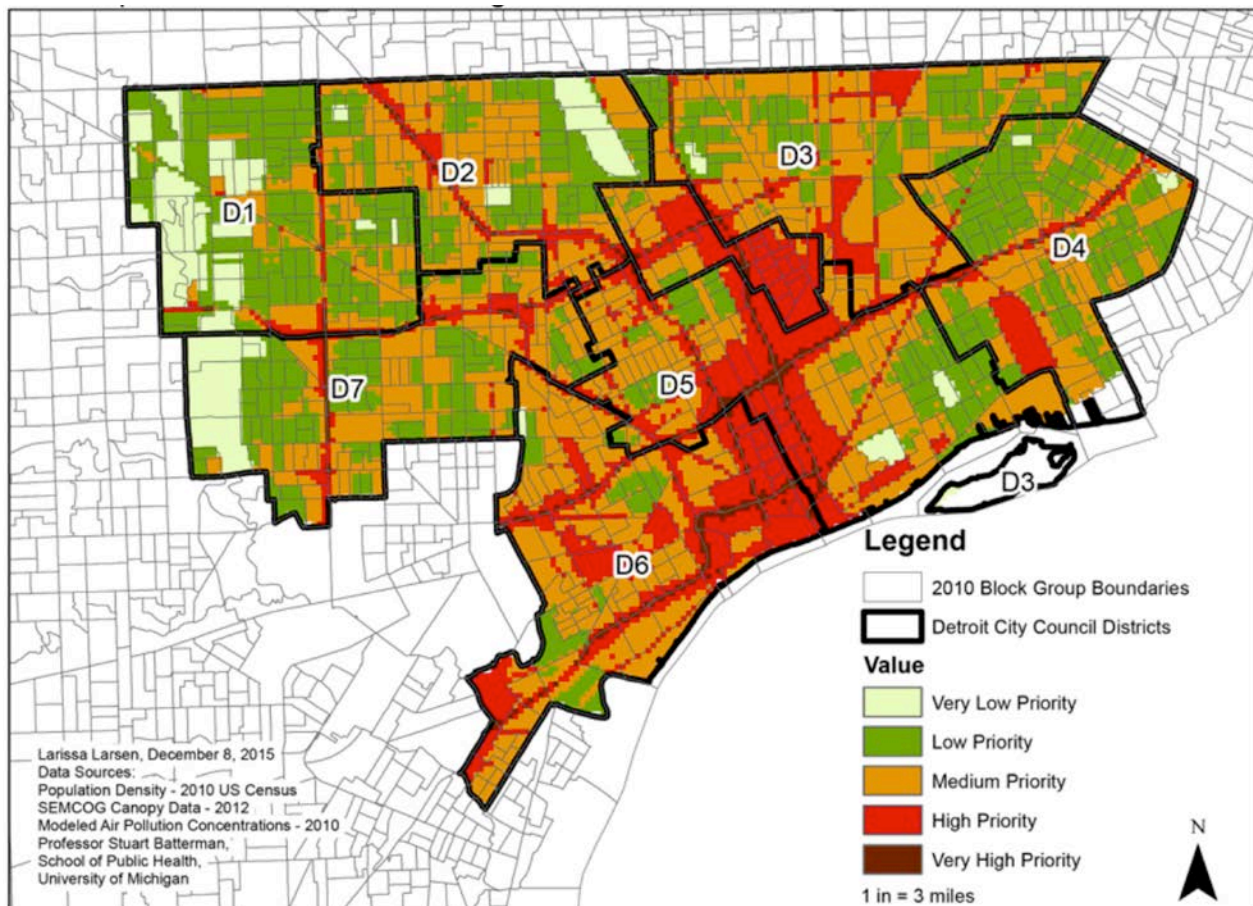 D1
D2
D3
D4
D5
D7
D3
D6
Legend
2010 Block Group Boundaries
Detroit City Council Districts
Value
Very Low Priority
Low Priority
Medium Priority
High Priority
Very High Priority
1 in = 3 miles
N
Larissa Larsen, December 8, 2015
Data Sources:
Population Density - 2010 US Census
SEMCOG Canopy Data - 2012
Modeled Air Pollution Concentrations - 2010
Professor Stuart Batterman,
School of Public Health,
University of Michigan